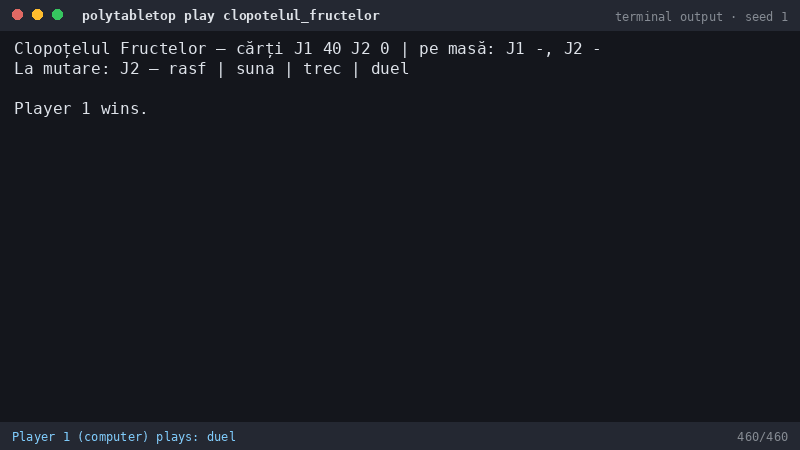 polytabletop play clopotelul_fructelor
terminal output · seed 1
Clopoțelul Fructelor — cărți J1 40 J2 0 | pe masă: J1 -, J2 -
La mutare: J2 — rasf | suna | trec | duel
Player 1 wins.
Player 1 (computer) plays: duel
460/460